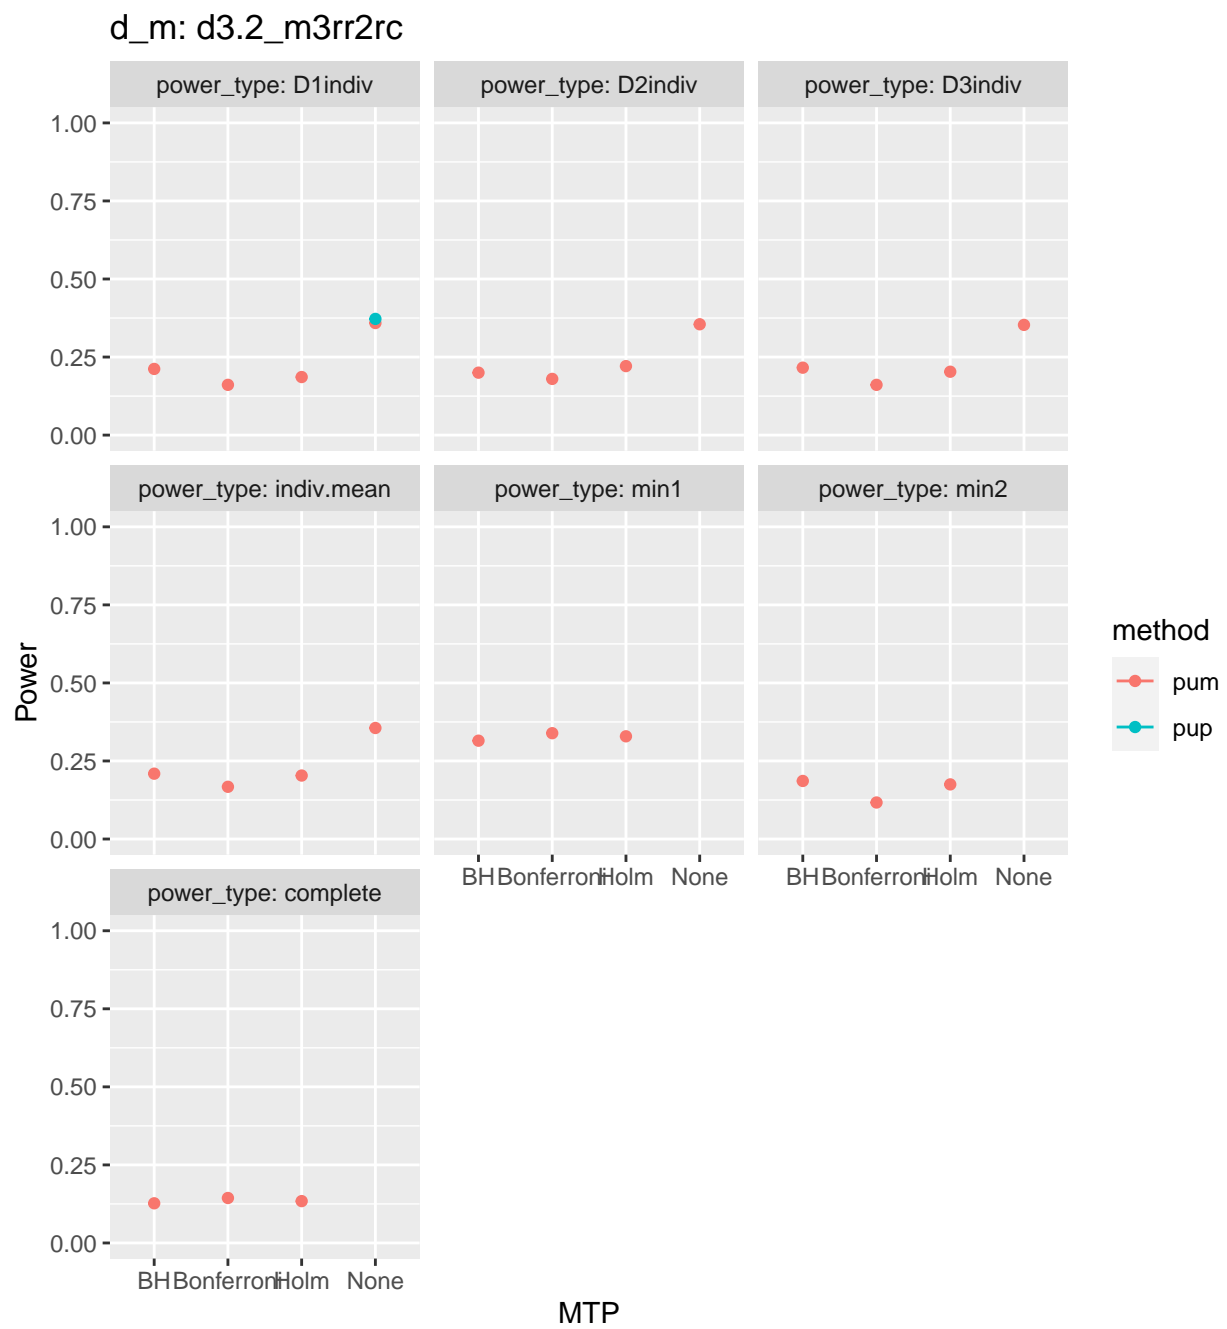 d_m: d3.2_m3rr2rc
power_type: D1indiv
power_type: D2indiv
power_type: D3indiv
1.00
0.75
0.50
0.25
0.00
power_type: indiv.mean
power_type: min1
power_type: min2
1.00
0.75
0.50
0.25
0.00
BH Bonferroni Holm None
BH Bonferroni Holm None
power_type: complete
1.00
0.75
0.50
0.25
0.00
BH Bonferroni Holm None
MTP
Power
method
pum
pup